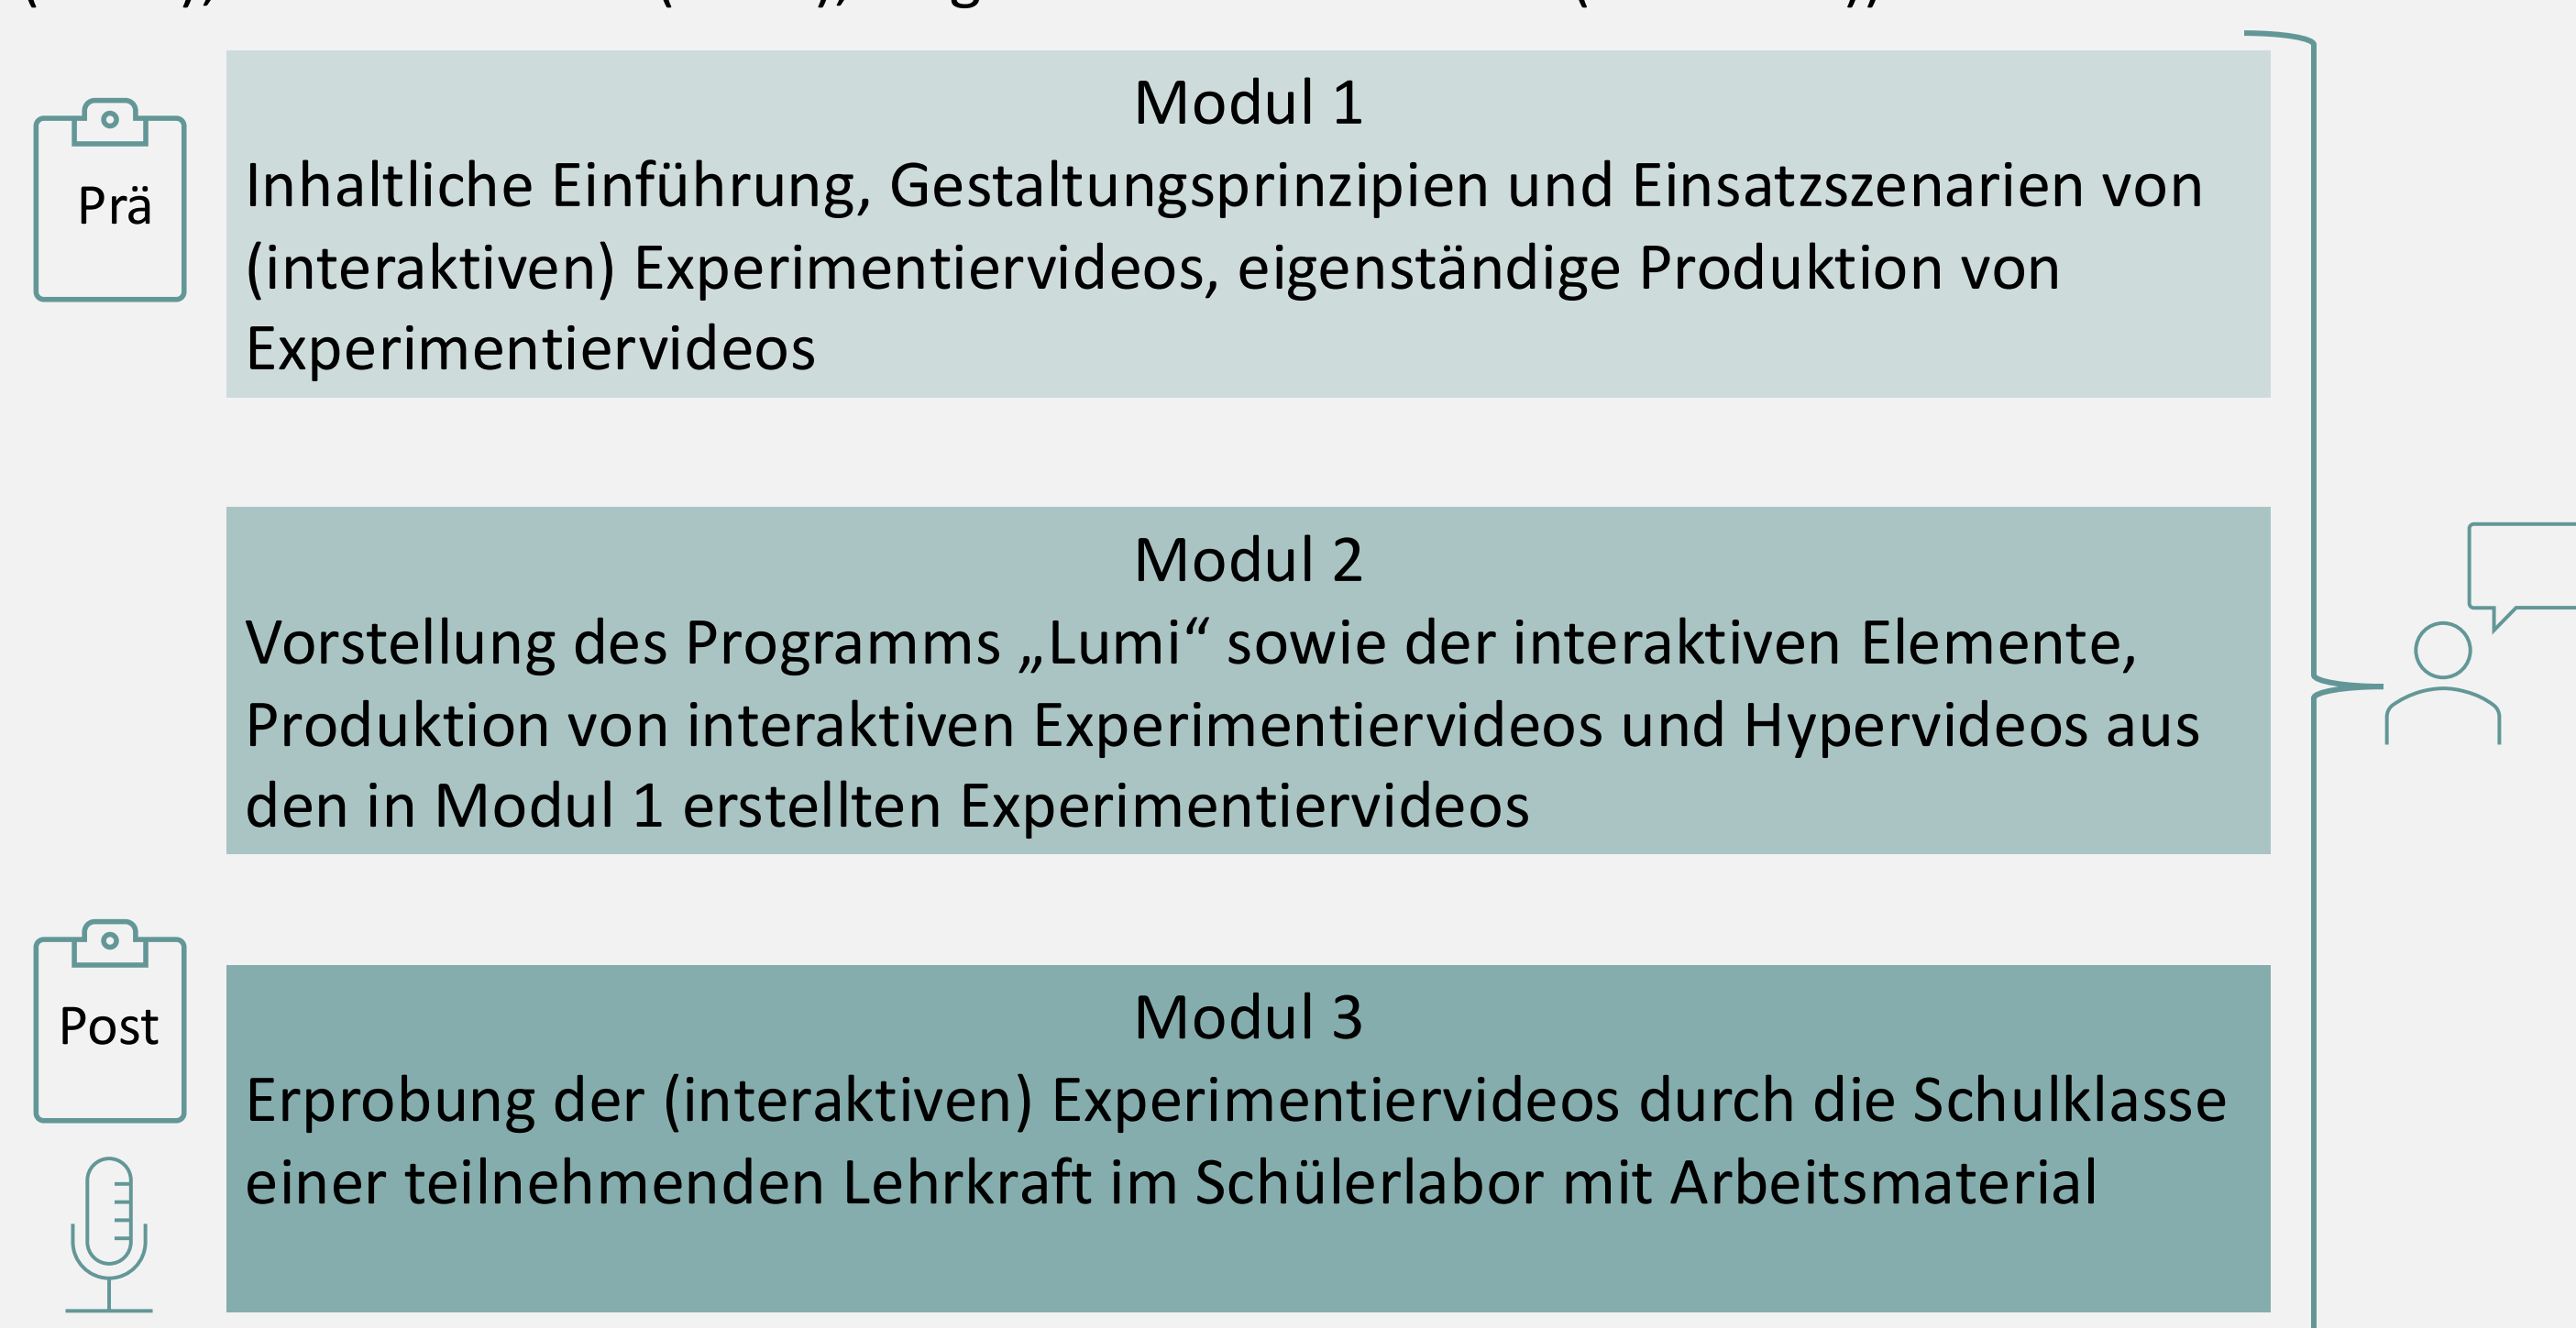 Modul 1
Prä
Inhaltliche Einführung, Gestaltungsprinzipien und Einsatzszenarien von
(interaktiven) Experimentiervideos, eigenständige Produktion von
Experimentiervideos
Modul 2
Vorstellung des Programms „Lumi“ sowie der interaktiven Elemente,
Produktion von interaktiven Experimentiervideos und Hypervideos aus
den in Modul 1 erstellten Experimentiervideos
Post
Modul 3
Erprobung der (interaktiven) Experimentiervideos durch die Schulklasse
einer teilnehmenden Lehrkraft im Schülerlabor mit Arbeitsmaterial